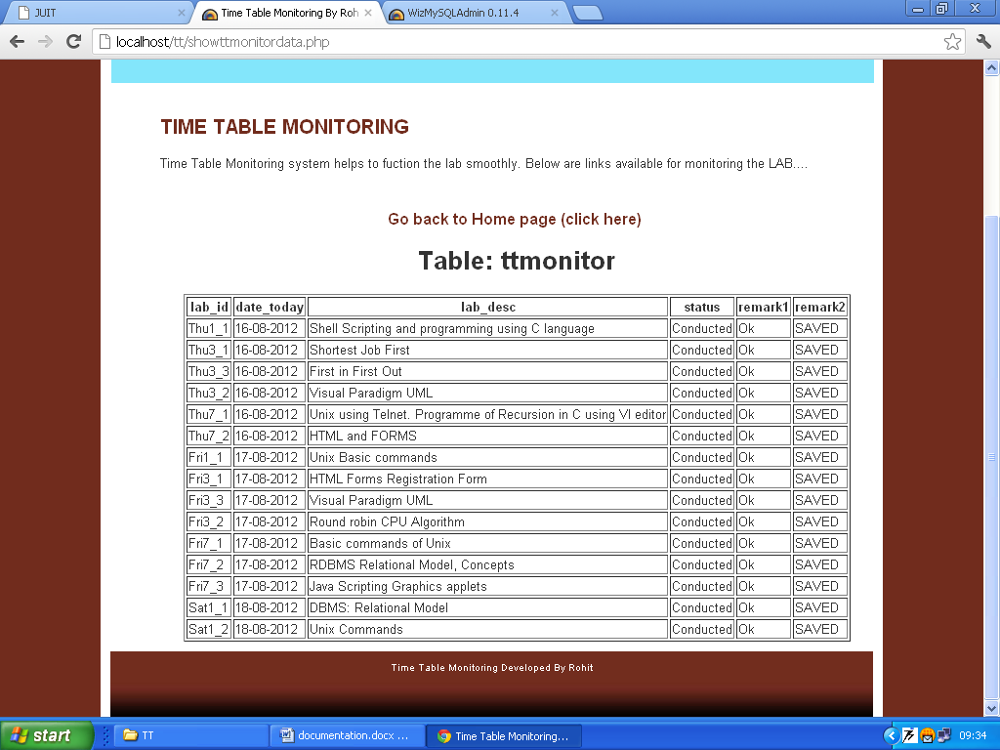 JUIT
Time Table Monitoring By Roh
WizMySQLAdmin 0.11.4
localhost/tt/showttmonitordata.php
TIME TABLE MONITORING
Time Table Monitoring system helps to fuction the lab smoothly. Below are links available for monitoring the LAB....
Go back to Home page (click here)
Table: ttmonitor
lab_id date_today lab_desc status remark1 remark2
Thu1_1 16-08-2012 Shell Scripting and programming using C language Conducted Ok SAVED
Thu3_1 16-08-2012 Shortest Job First Conducted Ok SAVED
Thu3_3 16-08-2012 First in First Out Conducted Ok SAVED
Thu3_2 16-08-2012 Visual Paradigm UML Conducted Ok SAVED
Thu7_1 16-08-2012 Unix using Telnet. Programme of Recursion in C using VI editor Conducted Ok SAVED
Thu7_2 16-08-2012 HTML and FORMS Conducted Ok SAVED
Fri1_1 17-08-2012 Unix Basic commands Conducted Ok SAVED
Fri3_1 17-08-2012 HTML Forms Registration Form Conducted Ok SAVED
Fri3_3 17-08-2012 Visual Paradigm UML Conducted Ok SAVED
Fri3_2 17-08-2012 Round robin CPU Algorithm Conducted Ok SAVED
Fri7_1 17-08-2012 Basic commands of Unix Conducted Ok SAVED
Fri7_2 17-08-2012 RDBMS Relational Model, Concepts Conducted Ok SAVED
Fri7_3 17-08-2012 Java Scripting Graphics applets Conducted Ok SAVED
Sat1_1 18-08-2012 DBMS: Relational Model Conducted Ok SAVED
Sat1_2 18-08-2012 Unix Commands Conducted Ok SAVED
Time Table Monitoring Developed By Rohit
start
TT
documentation.docx ...
Time Table Monitoring...
09:34